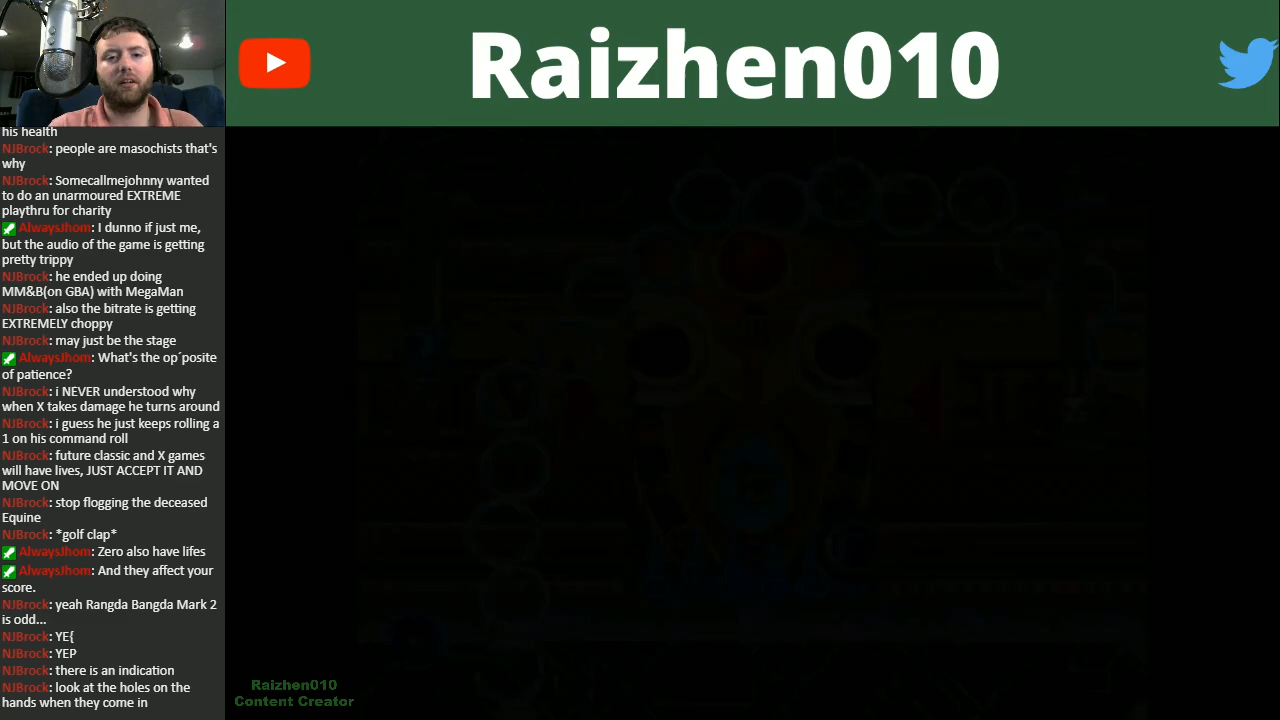 Raizhen010
his health
NJBrock: people are masochists that's
why
NJBrock: Somecallmejohnny wanted
to do an unarmoured EXTREME
playthru for charity
AlwaysJhom: I dunno if just me,
but the audio of the game is getting
pretty trippy
NJBrock: he ended up doing
MM&B(on GBA) with MegaMan
NJBrock: also the bitrate is getting
EXTREMELY choppy
NJBrock: may just be the stage
AlwaysJhom: What's the op´posite
of patience?
NJBrock: i NEVER understood why
when X takes damage he turns around
NJBrock: i guess he just keeps rolling a
1 on his command roll
NJBrock: future classic and X games
will have lives, JUST ACCEPT IT AND
MOVE ON
NJBrock: stop flogging the deceased
Equine
NJBrock: *golf clap*
AlwaysJhom: Zero also have lifes
AlwaysJhom: And they affect your
score.
NJBrock: yeah Rangda Bangda Mark 2
is odd...
NJBrock: YE{
NJBrock: YEP
NJBrock: there is an indication
NJBrock: look at the holes on the
hands when they come in
Raizhen010
Content Creator